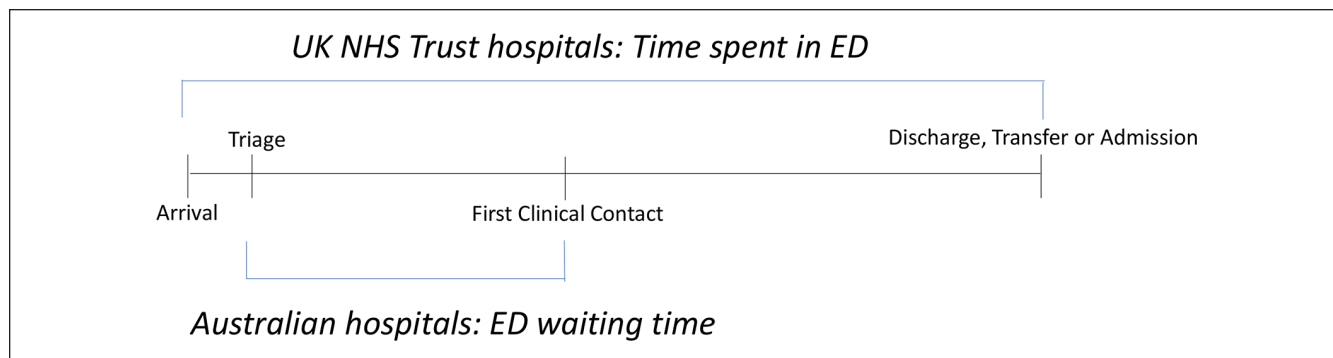 UK NHS Trust hospitals: Time spent in ED
Triage
Discharge, Transfer or Admission
Arrival
First Clinical Contact
Australian hospitals: ED waiting time